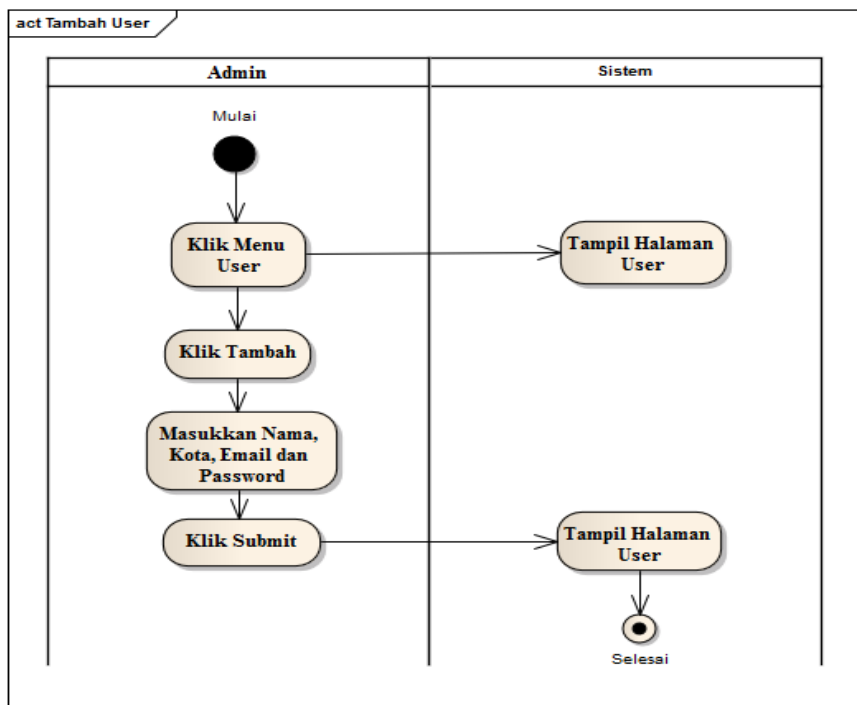 act Tambah User
Admin
Sistem
Mulai
Klik Menu
User
Tampil Halaman
User
Klik Tambah
Masukkan Nama,
Kota, Email dan
Password
Klik Submit
Tampil Halaman
User
Selesai